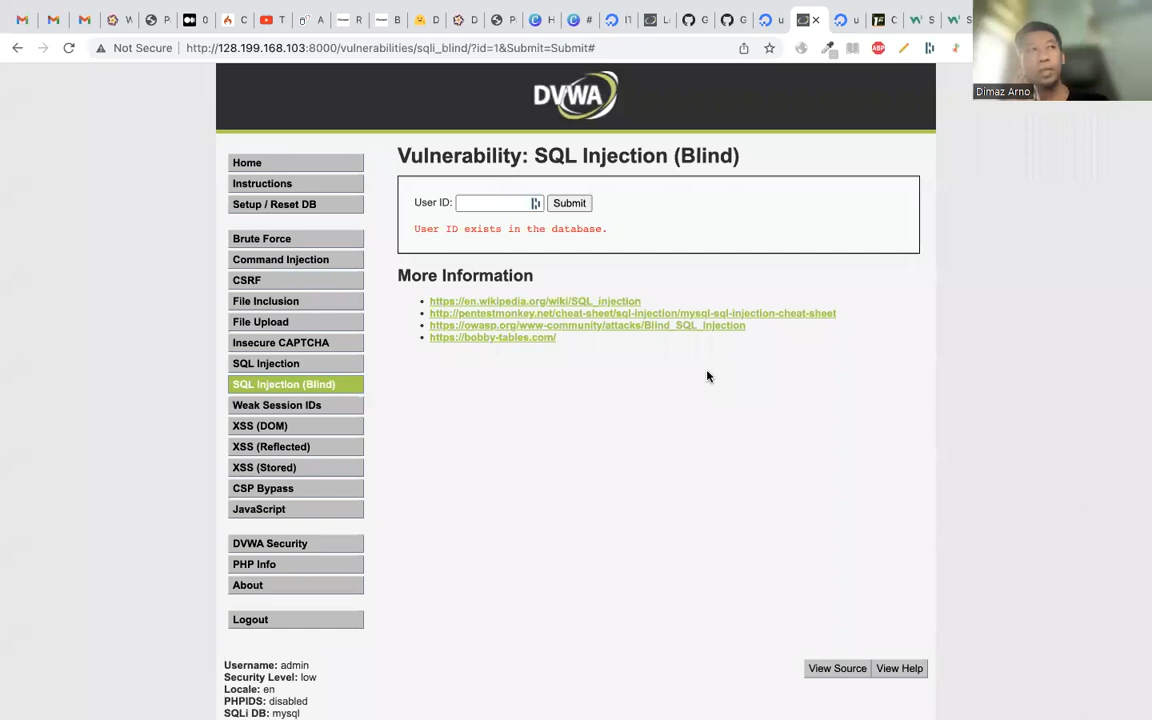 W
P
0
C
T
A
R
B
D
D
P
H
#
IT
L
G
G
u
u
C
S
S
Not Secure
http://128.199.168.103:8000/vulnerabilities/sqli_blind/?id=1&Submit=Submit#
ABP
Dimaz Arno
DVWA
Vulnerability: SQL Injection (Blind)
User ID:
Submit
User ID exists in the database.
More Information
https://en.wikipedia.org/wiki/SQL_injection
http://pentestmonkey.net/cheat-sheet/sql-injection/mysql-sql-injection-cheat-sheet
https://owasp.org/www-community/attacks/Blind_SQL_Injection
https://bobby-tables.com/
Home
Instructions
Setup / Reset DB
Brute Force
Command Injection
CSRF
File Inclusion
File Upload
Insecure CAPTCHA
SQL Injection
SQL Injection (Blind)
Weak Session IDs
XSS (DOM)
XSS (Reflected)
XSS (Stored)
CSP Bypass
JavaScript
DVWA Security
PHP Info
About
Logout
Username: admin
Security Level: low
Locale: en
PHPIDS: disabled
SQLi DB: mysql
View Source
View Help